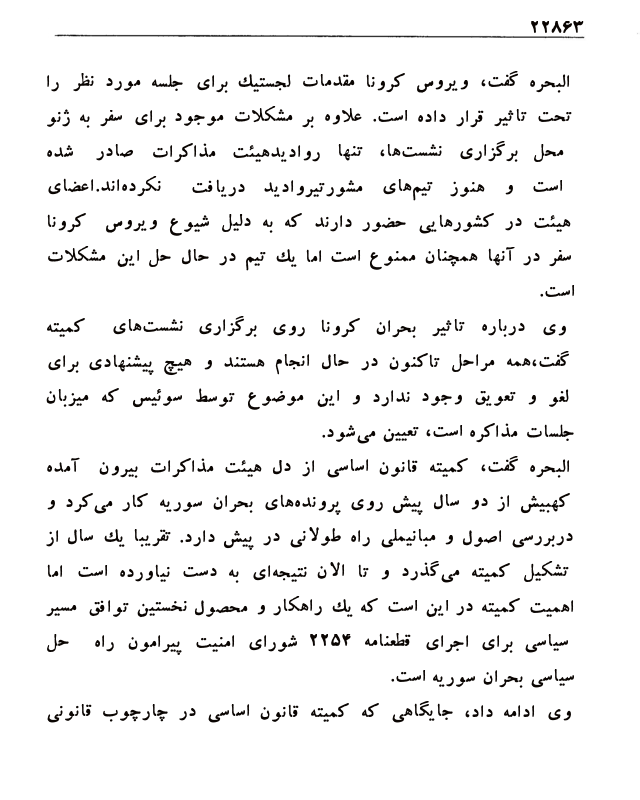 ۲۲۸۶۳
البحره گفت، ویروس کرونا مقدمات لجستیك برای جلسه مورد نظر را
تحت تاثیر قرار داده است. علاوه بر مشکلات موجود برای سفر به ژنو
محل برگزاری نشست‌ها، تنها روادیدهیئت مذاکرات صادر شده
است و هنوز تیم‌های مشورتیروادید دریافت نکرده‌اند.اعضای
هیئت در کشورهایی حضور دارند که به دلیل شیوع ویروس کرونا
سفر در آنها همچنان ممنوع است اما یك تیم در حال حل این مشکلات
است.
وی درباره تاثیر بحران کرونا روی برگزاری نشست‌های کمیته
گفت،همه مراحل تاکنون در حال انجام هستند و هیچ پیشنهادی برای
لغو و تعویق وجود ندارد و این موضوع توسط سوئیس که میزبان
جلسات مذاکره است، تعیین می‌شود.
البحره گفت، کمیته قانون اساسی از دل هیئت مذاکرات بیرون آمده
کهبیش از دو سال پیش روی پرونده‌های بحران سوریه کار می‌کرد و
دربررسی اصول و مبانیملی راه طولانی در پیش دارد. تقریبا یك سال از
تشکیل کمیته می‌گذرد و تا الان نتیجه‌ای به دست نیاورده است اما
اهمیت کمیته در این است که یك راهکار و محصول نخستین توافق مسیر
سیاسی برای اجرای قطعنامه ۲۲۵۴ شورای امنیت پیرامون راه حل
سیاسی بحران سوریه است.
وی ادامه داد، جایگاهی که کمیته قانون اساسی در چارچوب قانونی